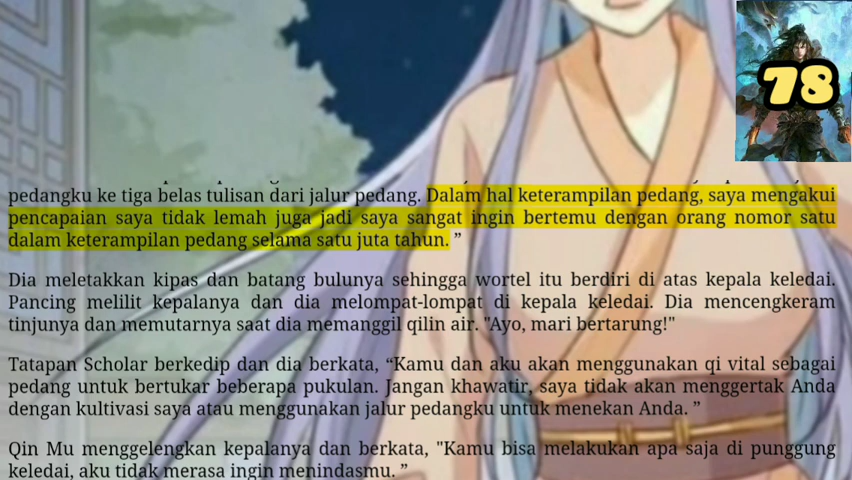 78
pedangku ke tiga belas tulisan dari jalur pedang. Dalam hal keterampilan pedang, saya mengakui
pencapaian saya tidak lemah juga jadi saya sangat ingin bertemu dengan orang nomor satu
dalam keterampilan pedang selama satu juta tahun. ”
Dia meletakkan kipas dan batang bulunya sehingga wortel itu berdiri di atas kepala keledai.
Pancing melilit kepalanya dan dia melompat-lompat di kepala keledai. Dia mencengkeram
tinjunya dan memutarnya saat dia memanggil qilin air. "Ayo, mari bertarung!"
Tatapan Scholar berkedip dan dia berkata, “Kamu dan aku akan menggunakan qi vital sebagai
pedang untuk bertukar beberapa pukulan. Jangan khawatir, saya tidak akan menggertak Anda
dengan kultivasi saya atau menggunakan jalur pedangku untuk menekan Anda. ”
Qin Mu menggelengkan kepalanya dan berkata, "Kamu bisa melakukan apa saja di punggung
keledai, aku tidak merasa ingin menindasmu. ”